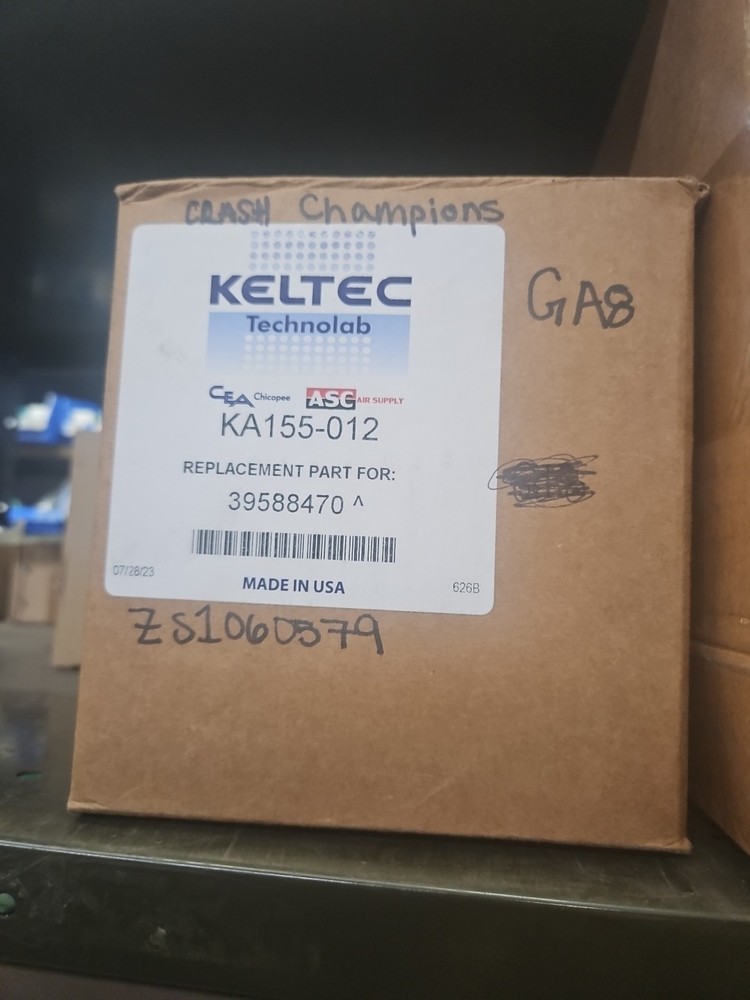 CRASH Champions
KELTEC
Technolab
GA8
CEA Chicopee ASC AIR SUPPLY
KA155-012
REPLACEMENT PART FOR:
39588470 ^
07/28/23
MADE IN USA
626B
ZS1060579